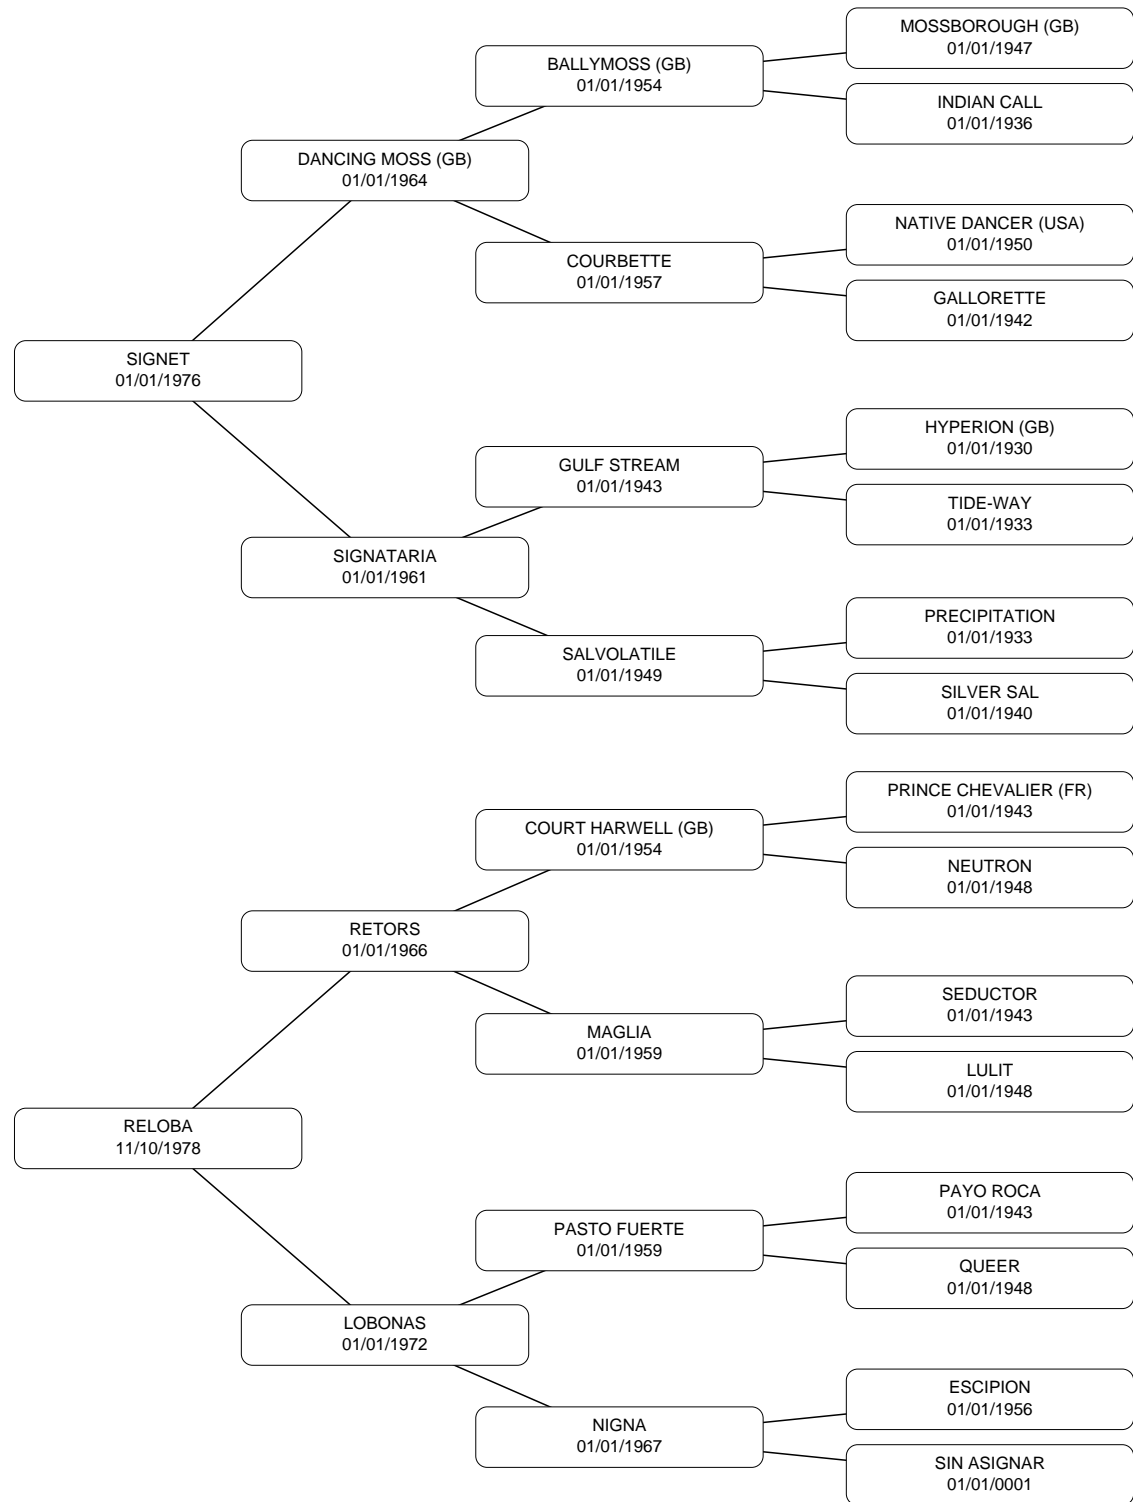 MOSSBOROUGH (GB)
01/01/1947
BALLYMOSS (GB)
01/01/1954
INDIAN CALL
01/01/1936
DANCING MOSS (GB)
01/01/1964
NATIVE DANCER (USA)
01/01/1950
COURBETTE
01/01/1957
GALLORETTE
01/01/1942
SIGNET
01/01/1976
HYPERION (GB)
01/01/1930
GULF STREAM
01/01/1943
TIDE-WAY
01/01/1933
SIGNATARIA
01/01/1961
PRECIPITATION
01/01/1933
SALVOLATILE
01/01/1949
SILVER SAL
01/01/1940
PRINCE CHEVALIER (FR)
01/01/1943
COURT HARWELL (GB)
01/01/1954
NEUTRON
01/01/1948
RETORS
01/01/1966
SEDUCTOR
01/01/1943
MAGLIA
01/01/1959
LULIT
01/01/1948
RELOBA
11/10/1978
PAYO ROCA
01/01/1943
PASTO FUERTE
01/01/1959
QUEER
01/01/1948
LOBONAS
01/01/1972
ESCIPION
01/01/1956
NIGNA
01/01/1967
SIN ASIGNAR
01/01/0001